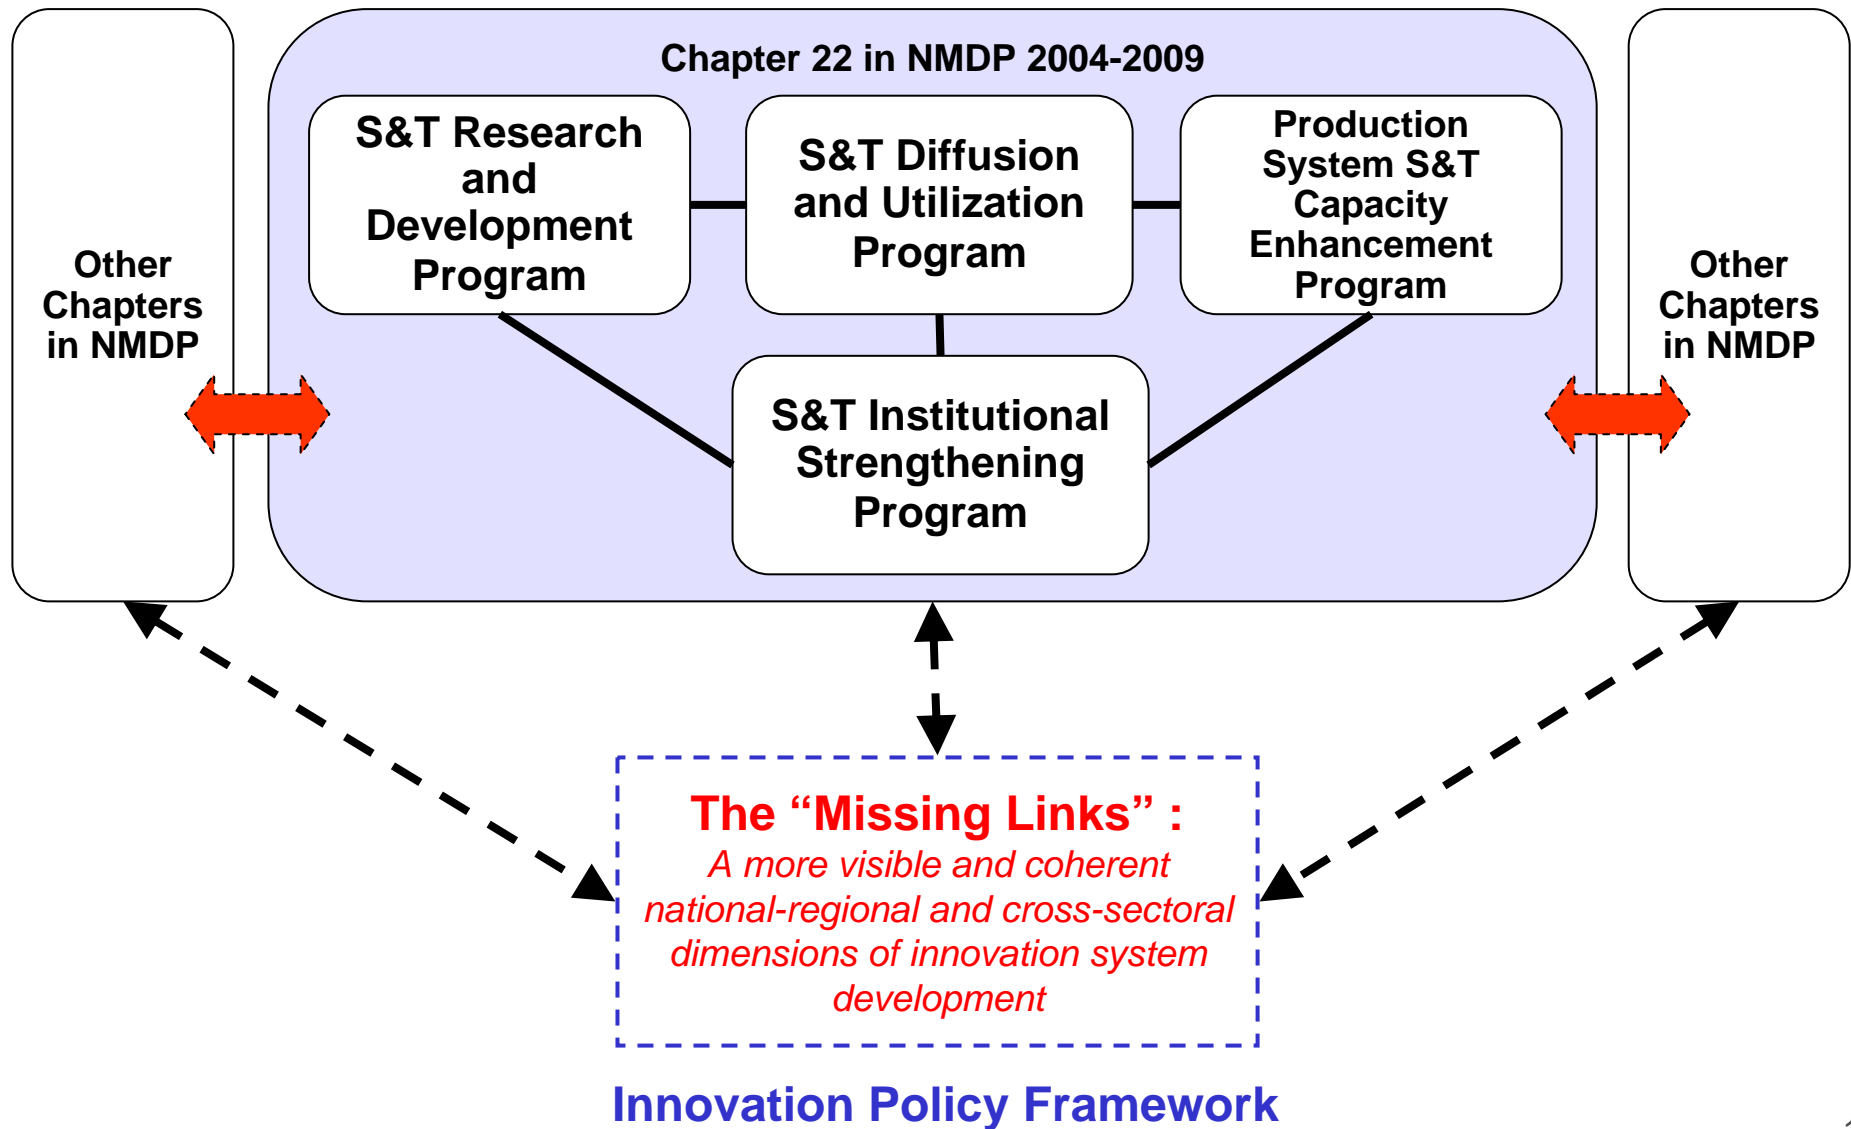 Chapter 22 in NMDP 2004-2009
S&T Research
and
Development
Program
S&T Diffusion
and Utilization
Program
Production
System S&T
Capacity
Enhancement
Program
Other
Chapters
in NMDP
Other
Chapters
in NMDP
S&T Institutional
Strengthening
Program
The “Missing Links” :
A more visible and coherent
national-regional and cross-sectoral
dimensions of innovation system
development
Innovation Policy Framework